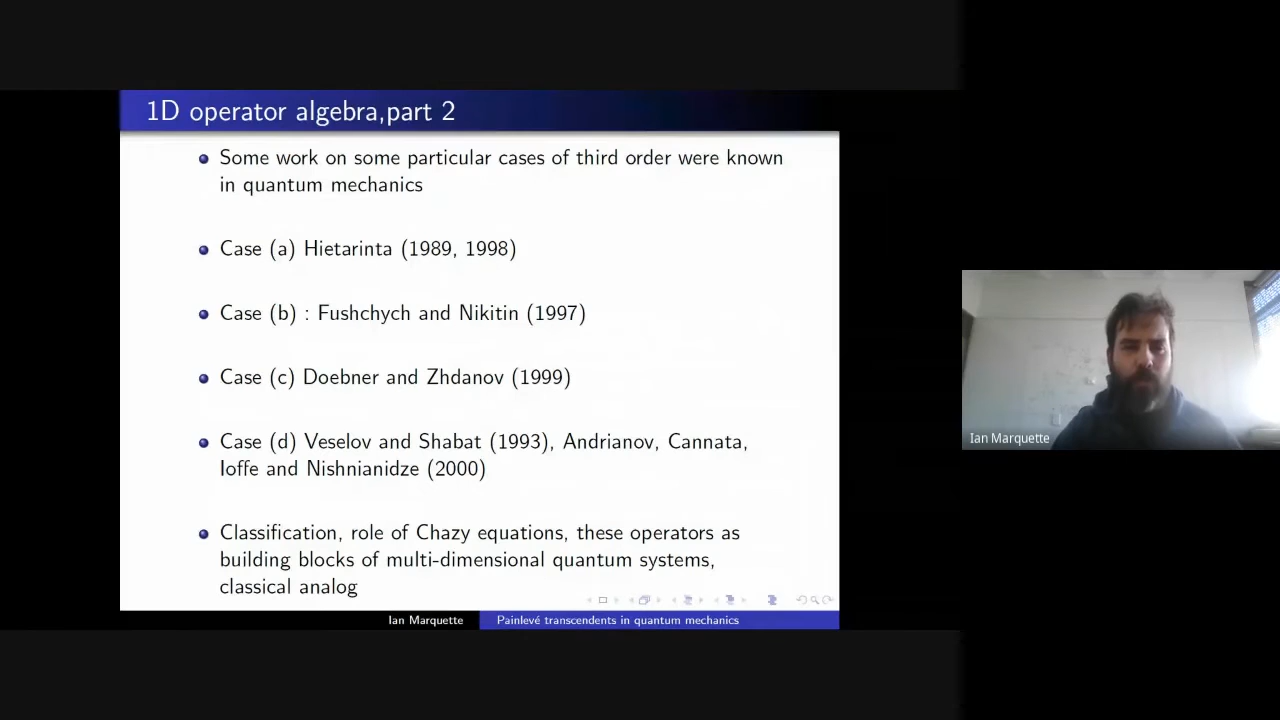 1D operator algebra,part 2
Some work on some particular cases of third order were known
in quantum mechanics
Case (a) Hietarinta (1989, 1998)
Case (b) : Fushchych and Nikitin (1997)
Case (c) Doebner and Zhdanov (1999)
Case (d) Veselov and Shabat (1993), Andrianov, Cannata,
Ioffe and Nishnianidze (2000)
Classification, role of Chazy equations, these operators as
building blocks of multi-dimensional quantum systems,
classical analog
Ian Marquette
Painlevé transcendents in quantum mechanics
Ian Marquette